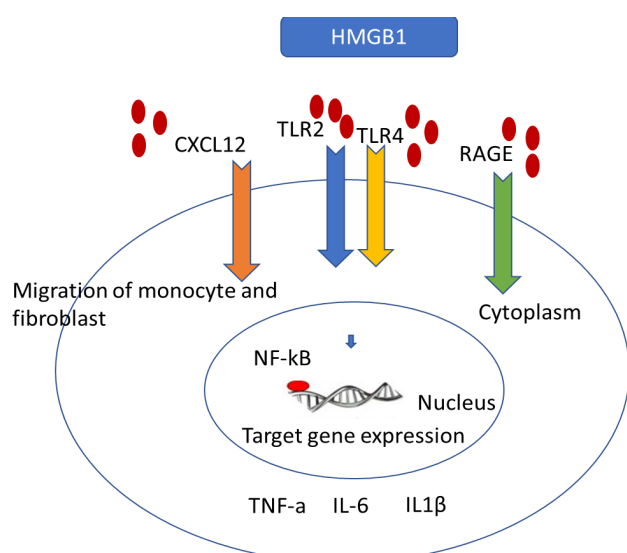 HMGB1
CXCL12
TLR2
TLR4
RAGE
Migration of monocyte and
fibroblast
Cytoplasm
NF-kB
Nucleus
Target gene expression
TNF-a
IL-6
IL1β